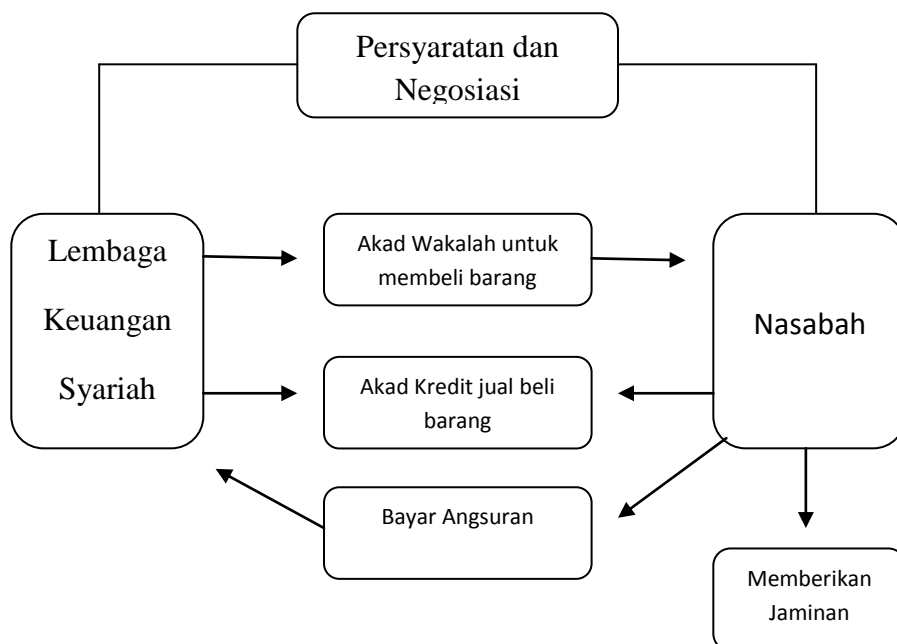 Persyaratan dan
Negosiasi
Lembaga
Keuangan
Syariah
Akad Wakalah untuk
membeli barang
Nasabah
Akad Kredit jual beli
barang
Bayar Angsuran
Memberikan
Jaminan